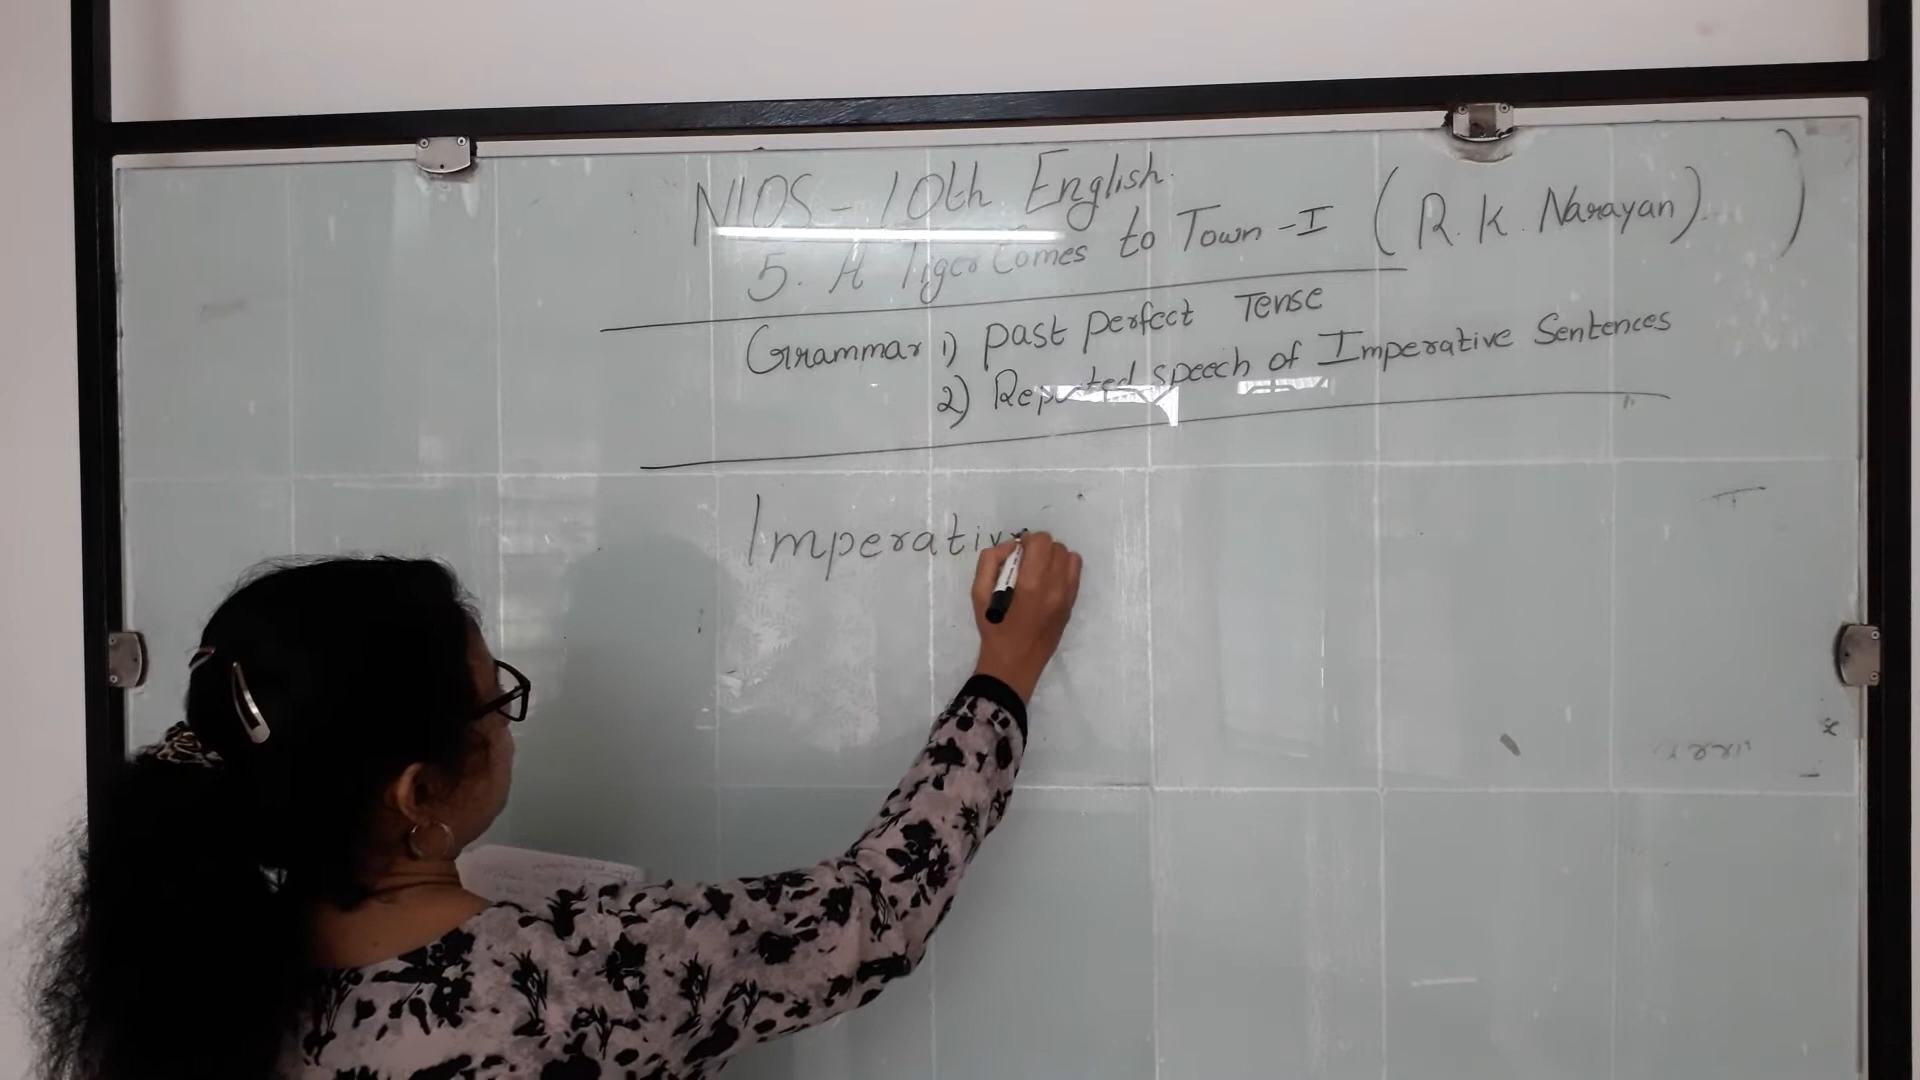 NIOS - 10th English.
5. A Tiger Comes to Town - I ( R. K. Narayan) )
Grammar 1) past perfect Tense
2) Reported speech of Imperative Sentences
Imperativ